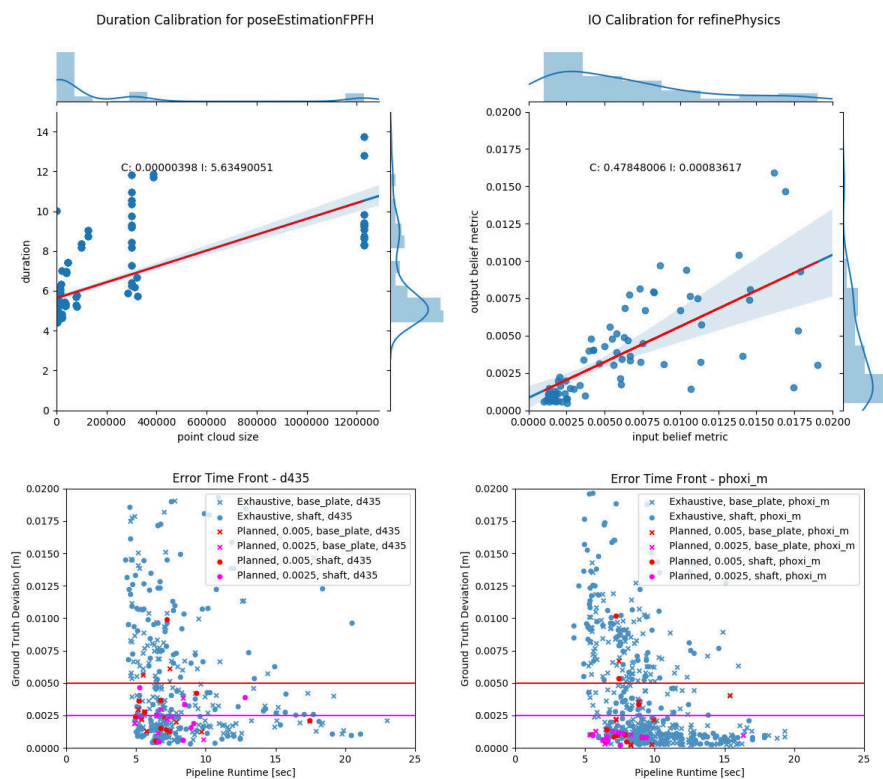 Duration Calibration for poseEstimationFPFH
C: 0.00000398 I: 5.63490051
duration
14
12
10
8
6
4
2
0
0 200000 400000 600000 800000 1000000 1200000
point cloud size
IO Calibration for refinePhysics
C: 0.47848006 I: 0.00083617
output belief metric
0.0200
0.0175
0.0150
0.0125
0.0100
0.0075
0.0050
0.0025
0.0000
0.0000 0.0025 0.0050 0.0075 0.0100 0.0125 0.0150 0.0175 0.0200
input belief metric
Error Time Front - d435
Exhaustive, base_plate, d435
Exhaustive, shaft, d435
Planned, 0.005, base_plate, d435
Planned, 0.0025, base_plate, d435
Planned, 0.005, shaft, d435
Planned, 0.0025, shaft, d435
Ground Truth Deviation [m]
0.0200
0.0175
0.0150
0.0125
0.0100
0.0075
0.0050
0.0025
0.0000
0 5 10 15 20 25
Pipeline Runtime [sec]
Error Time Front - phoxi_m
Exhaustive, base_plate, phoxi_m
Exhaustive, shaft, phoxi_m
Planned, 0.005, base_plate, phoxi_m
Planned, 0.0025, base_plate, phoxi_m
Planned, 0.005, shaft, phoxi_m
Planned, 0.0025, shaft, phoxi_m
Ground Truth Deviation [m]
0.0200
0.0175
0.0150
0.0125
0.0100
0.0075
0.0050
0.0025
0.0000
0 5 10 15 20 25
Pipeline Runtime [sec]